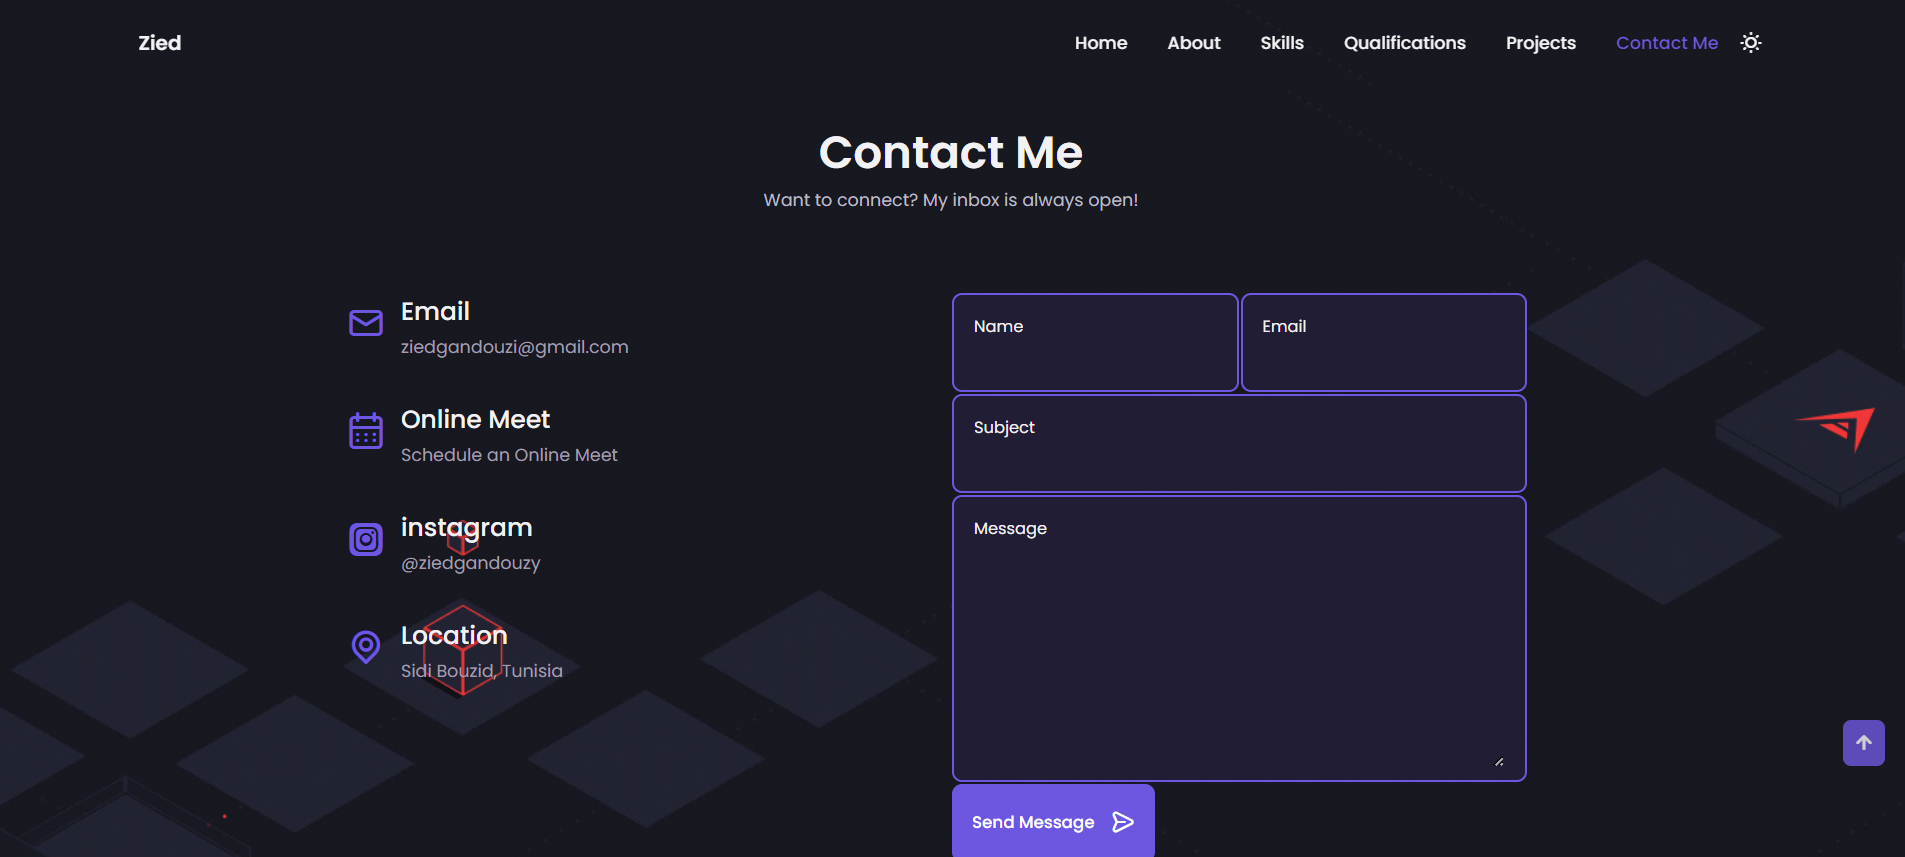 Zied
Home
About
Skills
Qualifications
Projects
Contact Me
Contact Me
Want to connect? My inbox is always open!
Email
ziedgandouzi@gmail.com
Online Meet
Schedule an Online Meet
instagram
@ziedgandouzy
Location
Sidi Bouzid, Tunisia
Name
Email
Subject
Message
Send Message